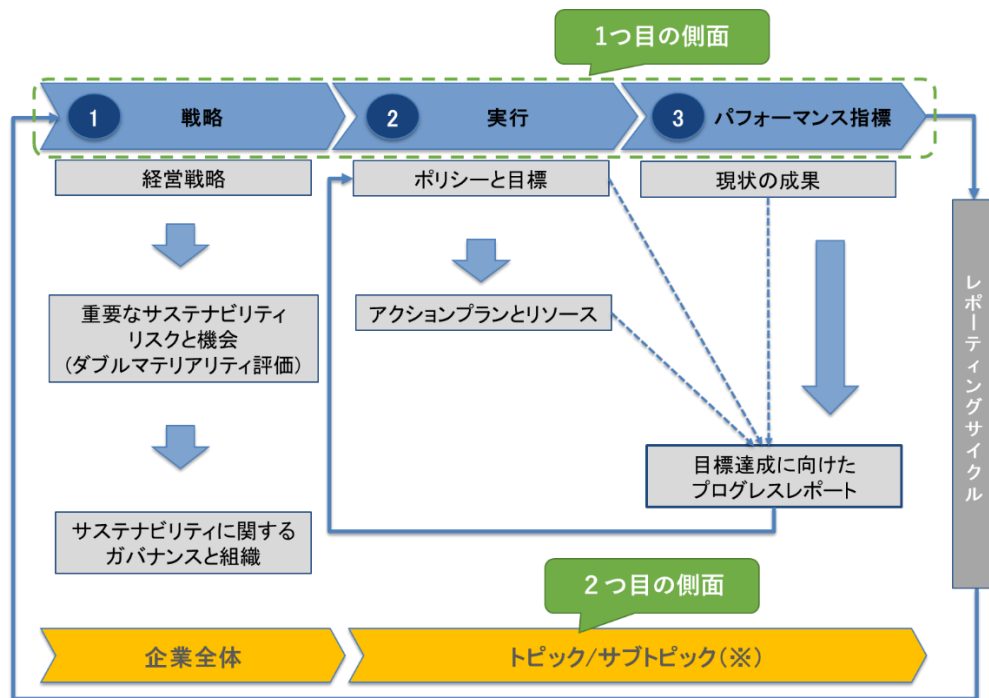 1つ目の側面
1 戦略
2 実行
3 パフォーマンス指標
経営戦略
ポリシーと目標
現状の成果
重要なサステナビリティ
リスクと機会
(ダブルマテリアリティ評価)
アクションプランとリソース
レポーティングサイクル
目標達成に向けた
プログレスレポート
サステナビリティに関する
ガバナンスと組織
2つ目の側面
企業全体
トピック/サブトピック(※)